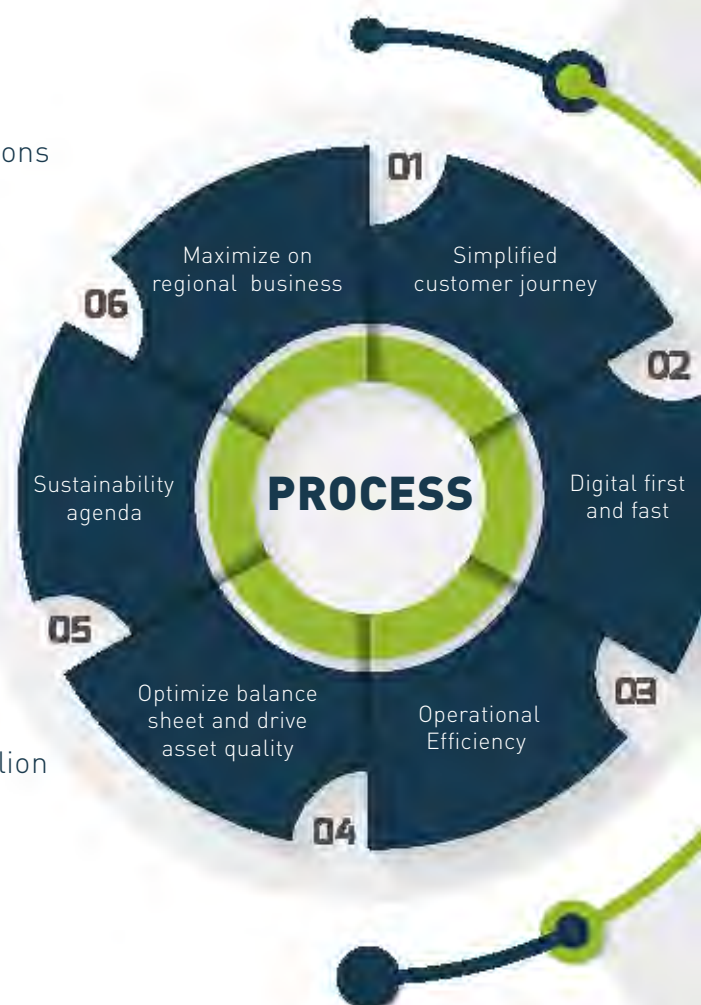 ons
01
Simplified
customer journey
02
Digital first
and fast
03
Operational
Efficiency
04
Optimize balance
sheet and drive
asset quality
05
Sustainability
agenda
06
Maximize on
regional business
PROCESS
lion